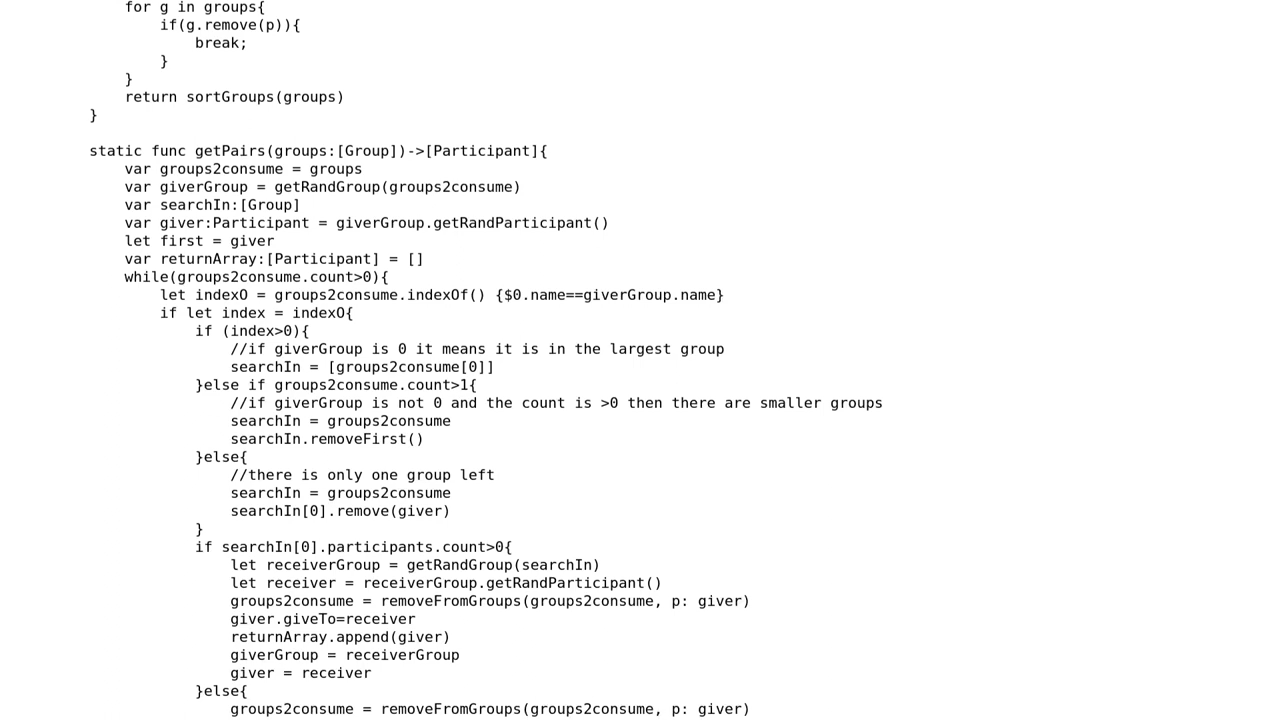 for g in groups{
if(g.remove(p)){
break;
}
}
return sortGroups(groups)
}
static func getPairs(groups:[Group])->[Participant]{
var groups2consume = groups
var giverGroup = getRandGroup(groups2consume)
var searchIn:[Group]
var giver:Participant = giverGroup.getRandParticipant()
let first = giver
var returnArray:[Participant] = []
while(groups2consume.count>0){
let indexO = groups2consume.indexOf() {$0.name==giverGroup.name}
if let index = indexO{
if (index>0){
//if giverGroup is 0 it means it is in the largest group
searchIn = [groups2consume[0]]
}else if groups2consume.count>1{
//if giverGroup is not 0 and the count is >0 then there are smaller groups
searchIn = groups2consume
searchIn.removeFirst()
}else{
//there is only one group left
searchIn = groups2consume
searchIn[0].remove(giver)
}
if searchIn[0].participants.count>0{
let receiverGroup = getRandGroup(searchIn)
let receiver = receiverGroup.getRandParticipant()
groups2consume = removeFromGroups(groups2consume, p: giver)
giver.giveTo=receiver
returnArray.append(giver)
giverGroup = receiverGroup
giver = receiver
}else{
groups2consume = removeFromGroups(groups2consume, p: giver)